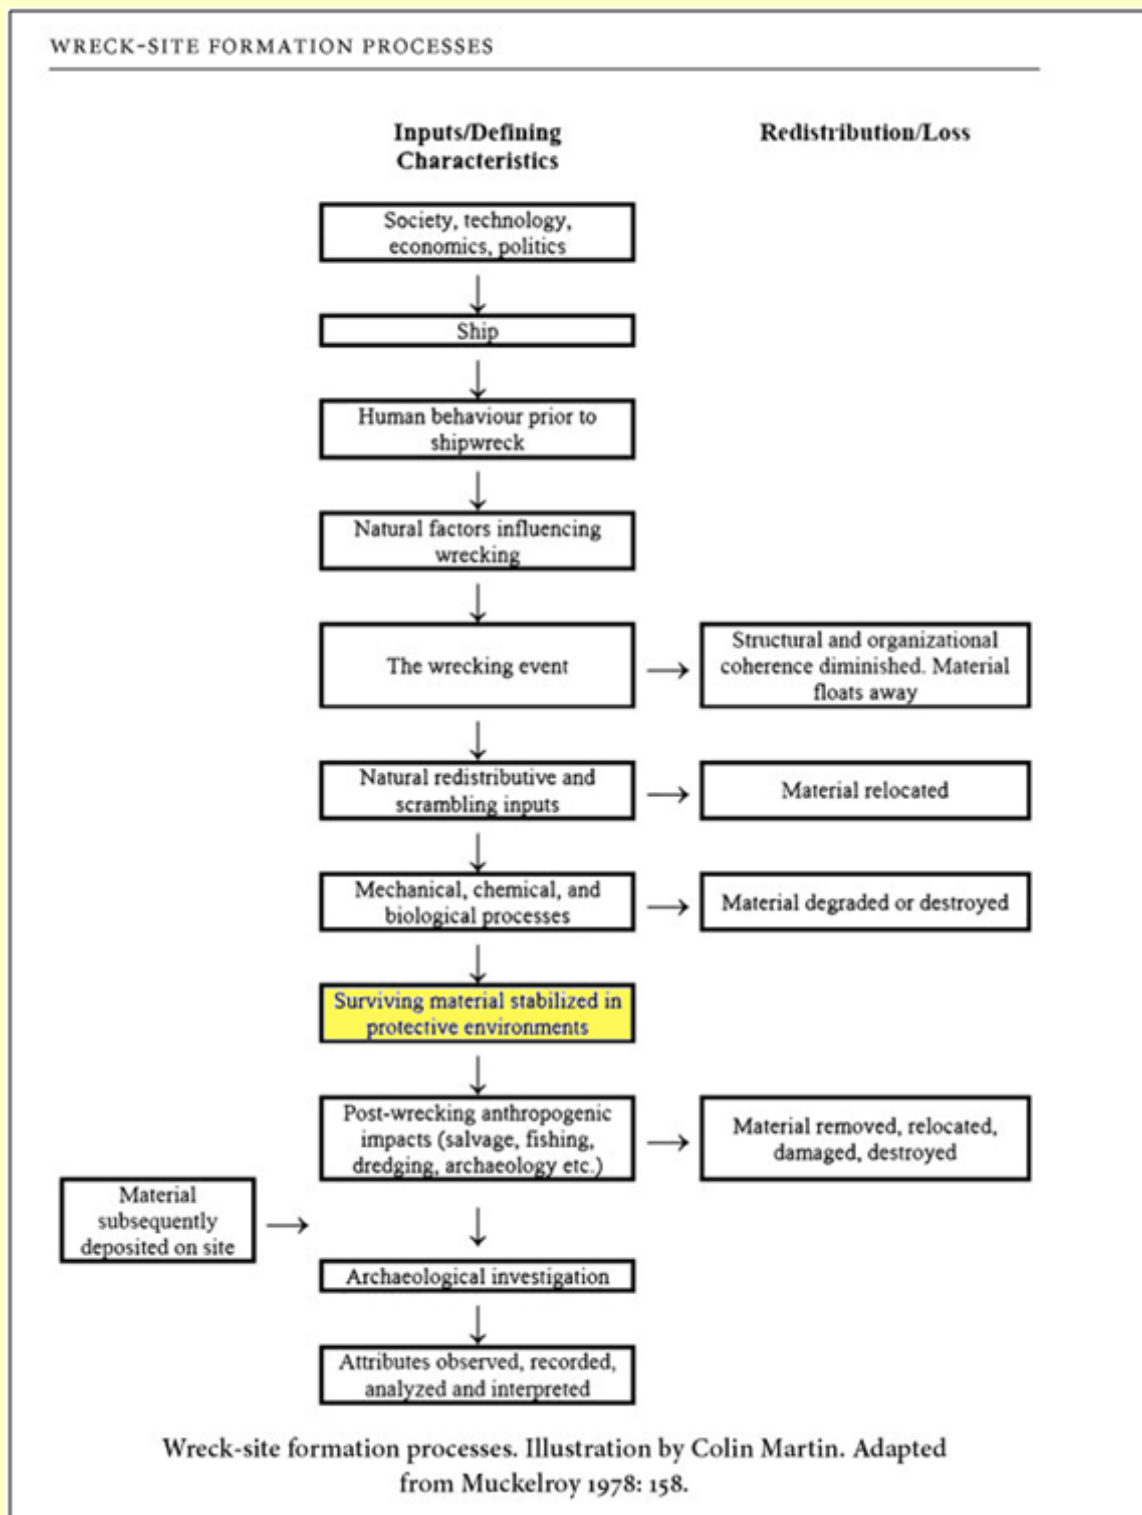 WRECK-SITE FORMATION PROCESSES
Inputs/Defining
Characteristics
Redistribution/Loss
Society, technology,
economics, politics
Ship
Human behaviour prior to
shipwreck
Natural factors influencing
wrecking
The wrecking event
Structural and organizational
coherence diminished. Material
floats away
Natural redistributive and
scrambling inputs
Material relocated
Mechanical, chemical, and
biological processes
Material degraded or destroyed
Surviving material stabilized in
protective environments
Post-wrecking anthropogenic
impacts (salvage, fishing,
dredging, archaeology etc.)
Material removed, relocated,
damaged, destroyed
Material
subsequently
deposited on site
Archaeological investigation
Attributes observed, recorded,
analyzed and interpreted
Wreck-site formation processes. Illustration by Colin Martin. Adapted
from Muckelroy 1978: 158.